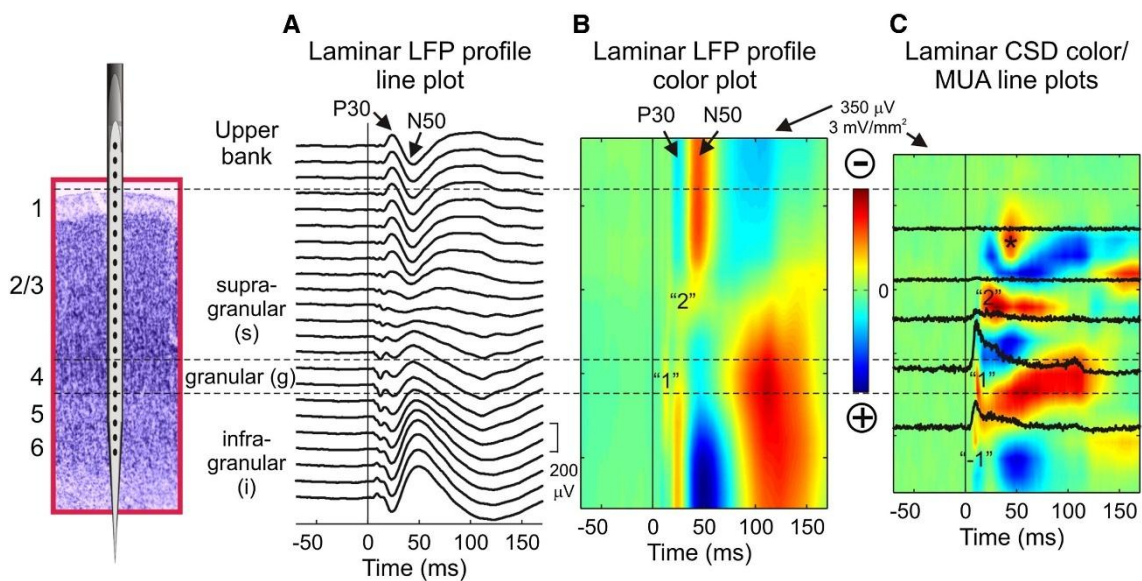 A
Laminar LFP profile
line plot
P30
N50
B
Laminar LFP profile
color plot
P30
N50
C
Laminar CSD color/
MUA line plots
350 µV
3 mV/mm²
Upper
bank
1
2/3
supra-
granular
(s)
4
granular (g)
5
6
infra-
granular
(i)
200
µV
"2"
"1"
−
0
+
*
"2"
"1"
"-1"
-50
0
50
100
150
Time (ms)
-50
0
50
100
150
Time (ms)
-50
0
50
100
150
Time (ms)